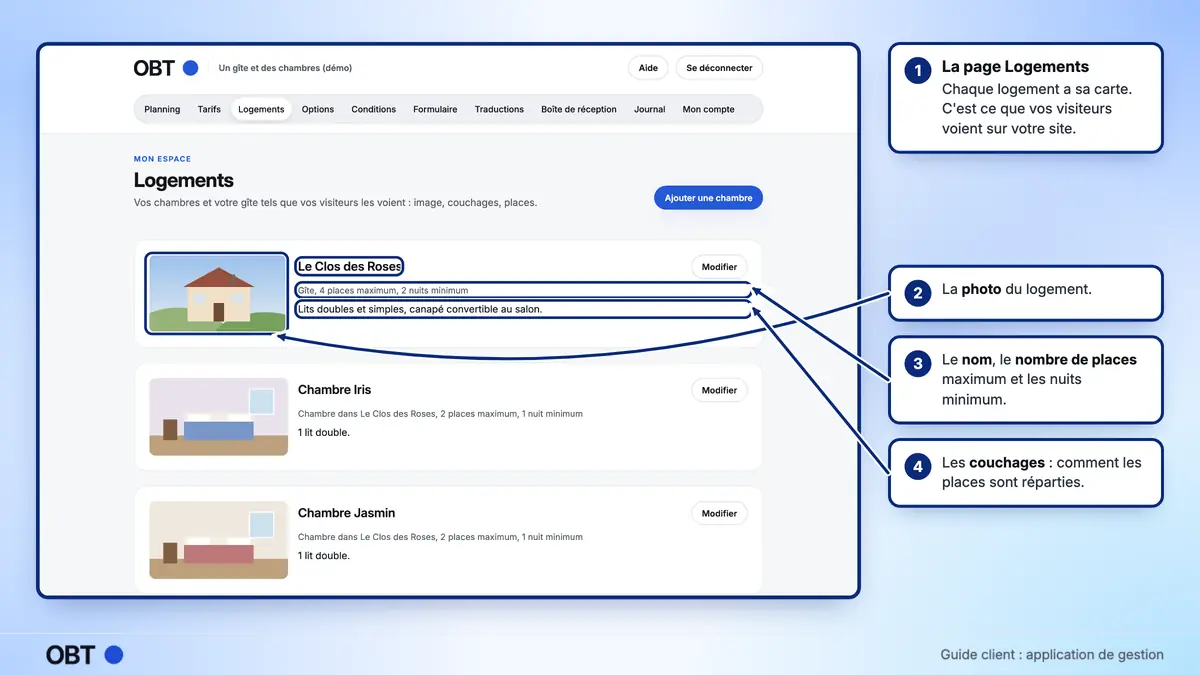 OBT
Un gîte et des chambres (démo)
Aide
Se déconnecter
Planning
Tarifs
Logements
Options
Conditions
Formulaire
Traductions
Boîte de réception
Journal
Mon compte
MON ESPACE
Logements
Vos chambres et votre gîte tels que vos visiteurs les voient : image, couchages, places.
Ajouter une chambre
Le Clos des Roses
Modifier
Gîte, 4 places maximum, 2 nuits minimum
Lits doubles et simples, canapé convertible au salon.
Chambre Iris
Modifier
Chambre dans Le Clos des Roses, 2 places maximum, 1 nuit minimum
1 lit double.
Chambre Jasmin
Modifier
Chambre dans Le Clos des Roses, 2 places maximum, 1 nuit minimum
1 lit double.
1
La page Logements
Chaque logement a sa carte.
C'est ce que vos visiteurs
voient sur votre site.
2
La photo du logement.
3
Le nom, le nombre de places
maximum et les nuits
minimum.
4
Les couchages : comment les
places sont réparties.
OBT
Guide client : application de gestion